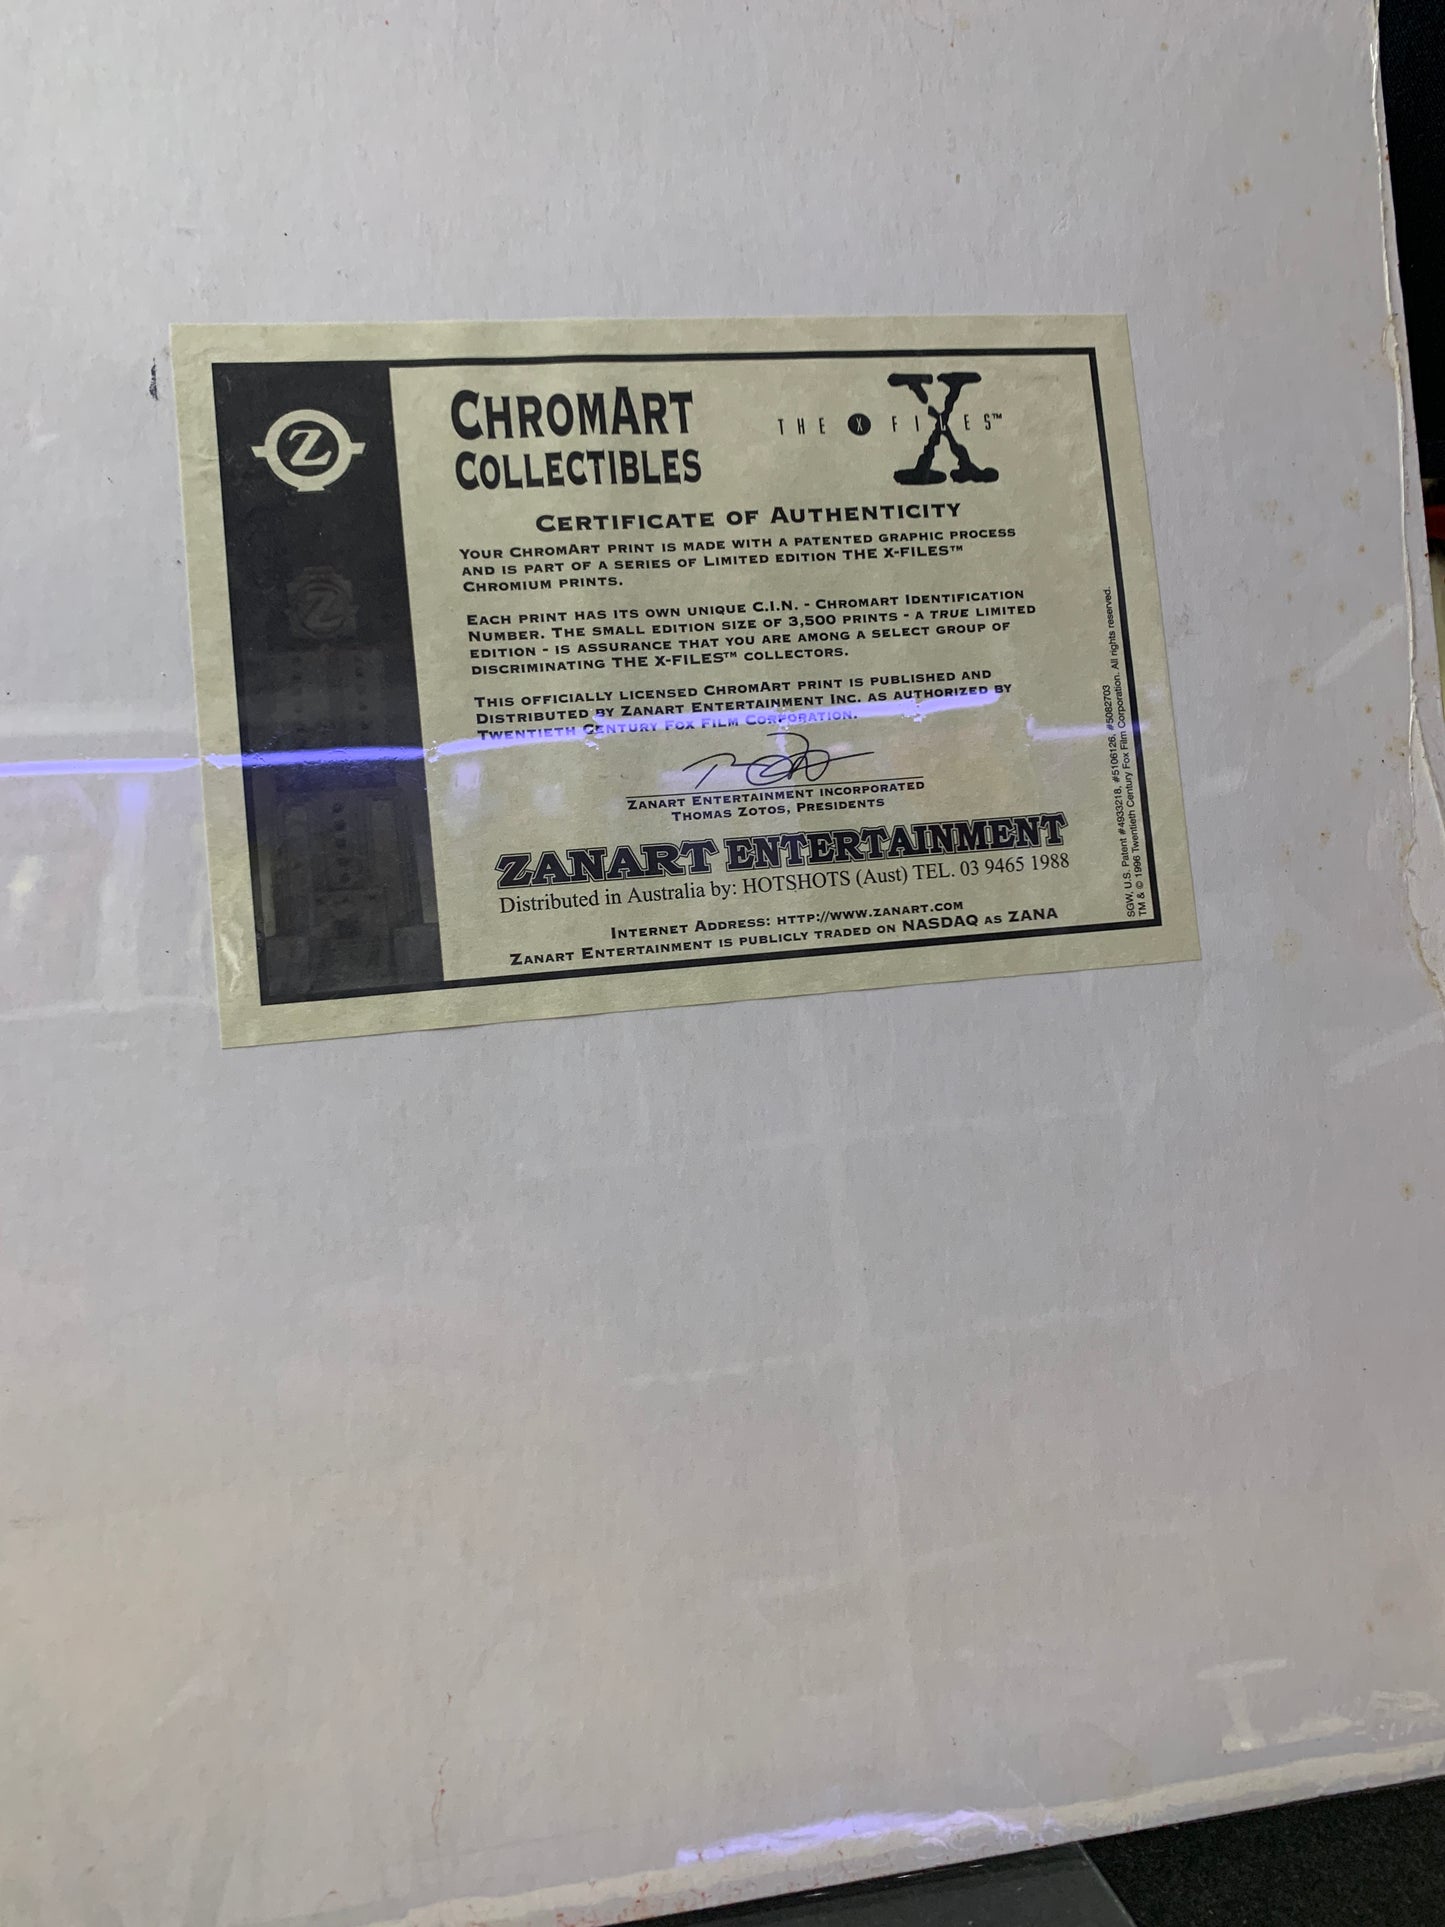 Z
CHROMART
COLLECTIBLES
THE X FILES™
X
CERTIFICATE OF AUTHENTICITY
YOUR CHROMART PRINT IS MADE WITH A PATENTED GRAPHIC PROCESS
AND IS PART OF A SERIES OF LIMITED EDITION THE X-FILES™
CHROMIUM PRINTS.
EACH PRINT HAS ITS OWN UNIQUE C.I.N. - CHROMART IDENTIFICATION
NUMBER. THE SMALL EDITION SIZE OF 3,500 PRINTS - A TRUE LIMITED
EDITION - IS ASSURANCE THAT YOU ARE AMONG A SELECT GROUP OF
DISCRIMINATING THE X-FILES™ COLLECTORS.
THIS OFFICIALLY LICENSED CHROMART PRINT IS PUBLISHED AND
DISTRIBUTED BY ZANART ENTERTAINMENT INC. AS AUTHORIZED BY
TWENTIETH CENTURY FOX FILM CORPORATION.
ZANART ENTERTAINMENT INCORPORATED
THOMAS ZOTOS, PRESIDENTS
ZANART ENTERTAINMENT
Distributed in Australia by: HOTSHOTS (Aust) TEL. 03 9465 1988
INTERNET ADDRESS: HTTP://WWW.ZANART.COM
ZANART ENTERTAINMENT IS PUBLICLY TRADED ON NASDAQ AS ZANA
SGW, U.S. Patent #4933218, #5106126, #5082703
TM & © 1996 Twentieth Century Fox Film Corporation. All rights reserved.
Z